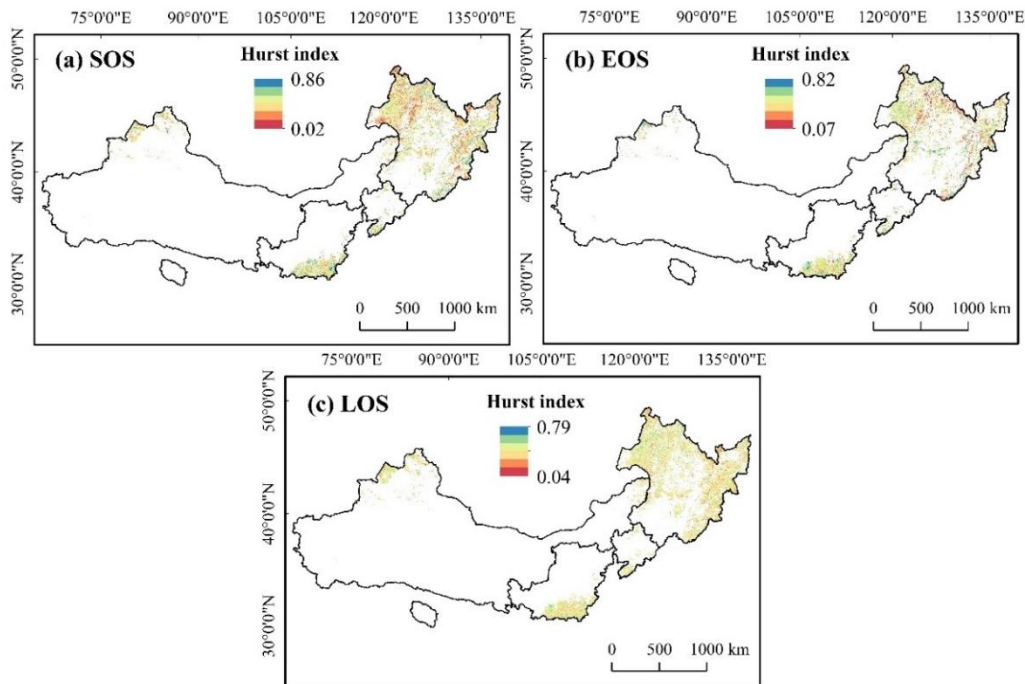 75°0'0"E 90°0'0"E 105°0'0"E 120°0'0"E 135°0'0"E
50°0'0"N
40°0'0"N
30°0'0"N
(a) SOS
Hurst index
0.86
0.02
0 500 1000 km
75°0'0"E 90°0'0"E 105°0'0"E 120°0'0"E 135°0'0"E
50°0'0"N
40°0'0"N
30°0'0"N
(b) EOS
Hurst index
0.82
0.07
0 500 1000 km
75°0'0"E 90°0'0"E 105°0'0"E 120°0'0"E 135°0'0"E
50°0'0"N
40°0'0"N
30°0'0"N
(c) LOS
Hurst index
0.79
0.04
0 500 1000 km